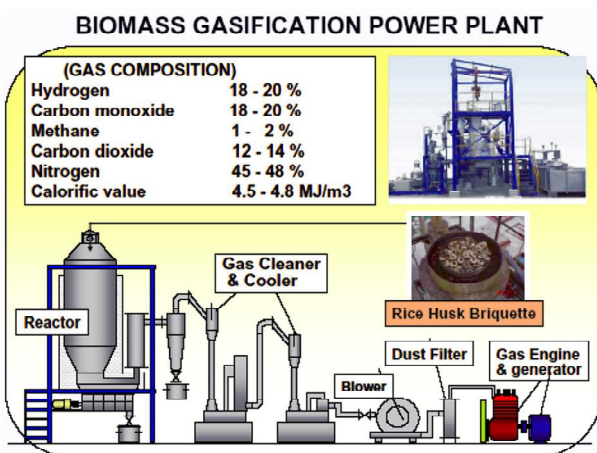 BIOMASS GASIFICATION POWER PLANT
(GAS COMPOSITION)
Hydrogen 18 - 20 %
Carbon monoxide 18 - 20 %
Methane 1 - 2 %
Carbon dioxide 12 - 14 %
Nitrogen 45 - 48 %
Calorific value 4.5 - 4.8 MJ/m3
Gas Cleaner
& Cooler
Reactor
Rice Husk Briquette
Dust Filter
Gas Engine
& generator
Blower